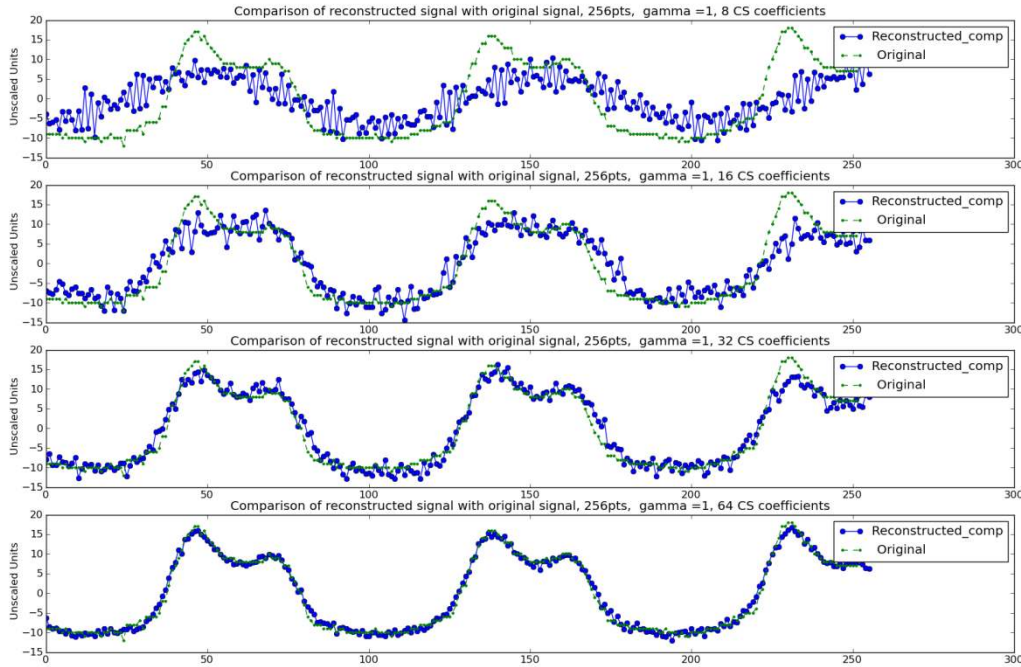 Comparison of reconstructed signal with original signal, 256pts, gamma =1, 8 CS coefficients
20
15
10
5
0
−5
−10
−15
Unscaled Units
Reconstructed_comp
Original
0 50 100 150 200 250 300
Comparison of reconstructed signal with original signal, 256pts, gamma =1, 16 CS coefficients
20
15
10
5
0
−5
−10
−15
Unscaled Units
Reconstructed_comp
Original
0 50 100 150 200 250 300
Comparison of reconstructed signal with original signal, 256pts, gamma =1, 32 CS coefficients
20
15
10
5
0
−5
−10
−15
Unscaled Units
Reconstructed_comp
Original
0 50 100 150 200 250 300
Comparison of reconstructed signal with original signal, 256pts, gamma =1, 64 CS coefficients
20
15
10
5
0
−5
−10
−15
Unscaled Units
Reconstructed_comp
Original
0 50 100 150 200 250 300